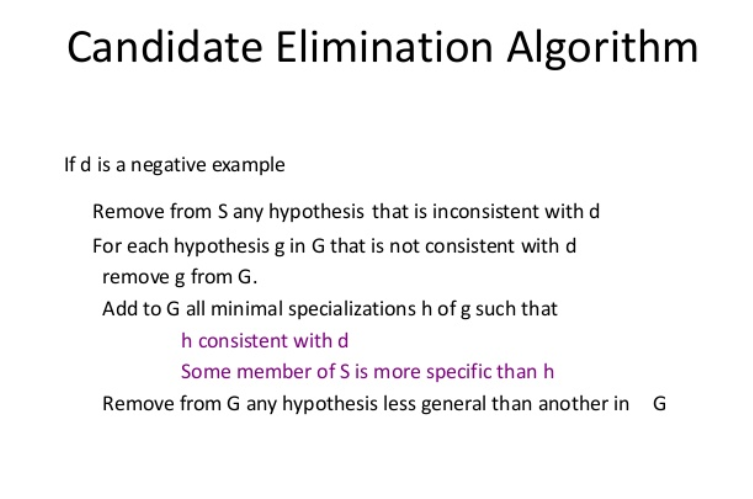 Candidate Elimination Algorithm
If d is a negative example
Remove from S any hypothesis that is inconsistent with d
For each hypothesis g in G that is not consistent with d
remove g from G.
Add to G all minimal specializations h of g such that
h consistent with d
Some member of S is more specific than h
Remove from G any hypothesis less general than another in G